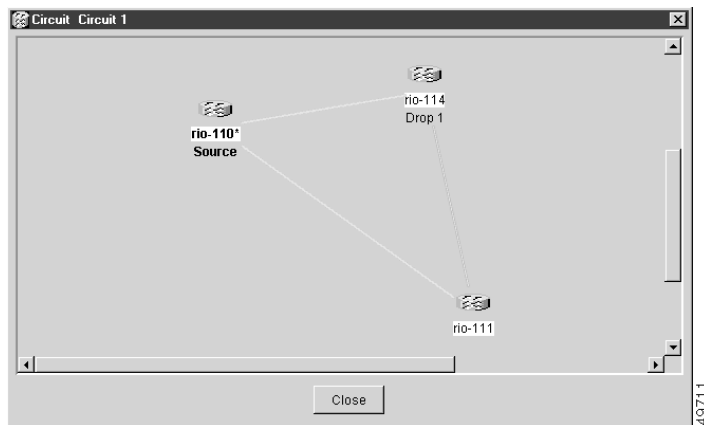 Circuit Circuit 1
rio-114
Drop 1
rio-110*
Source
rio-111
Close
49711